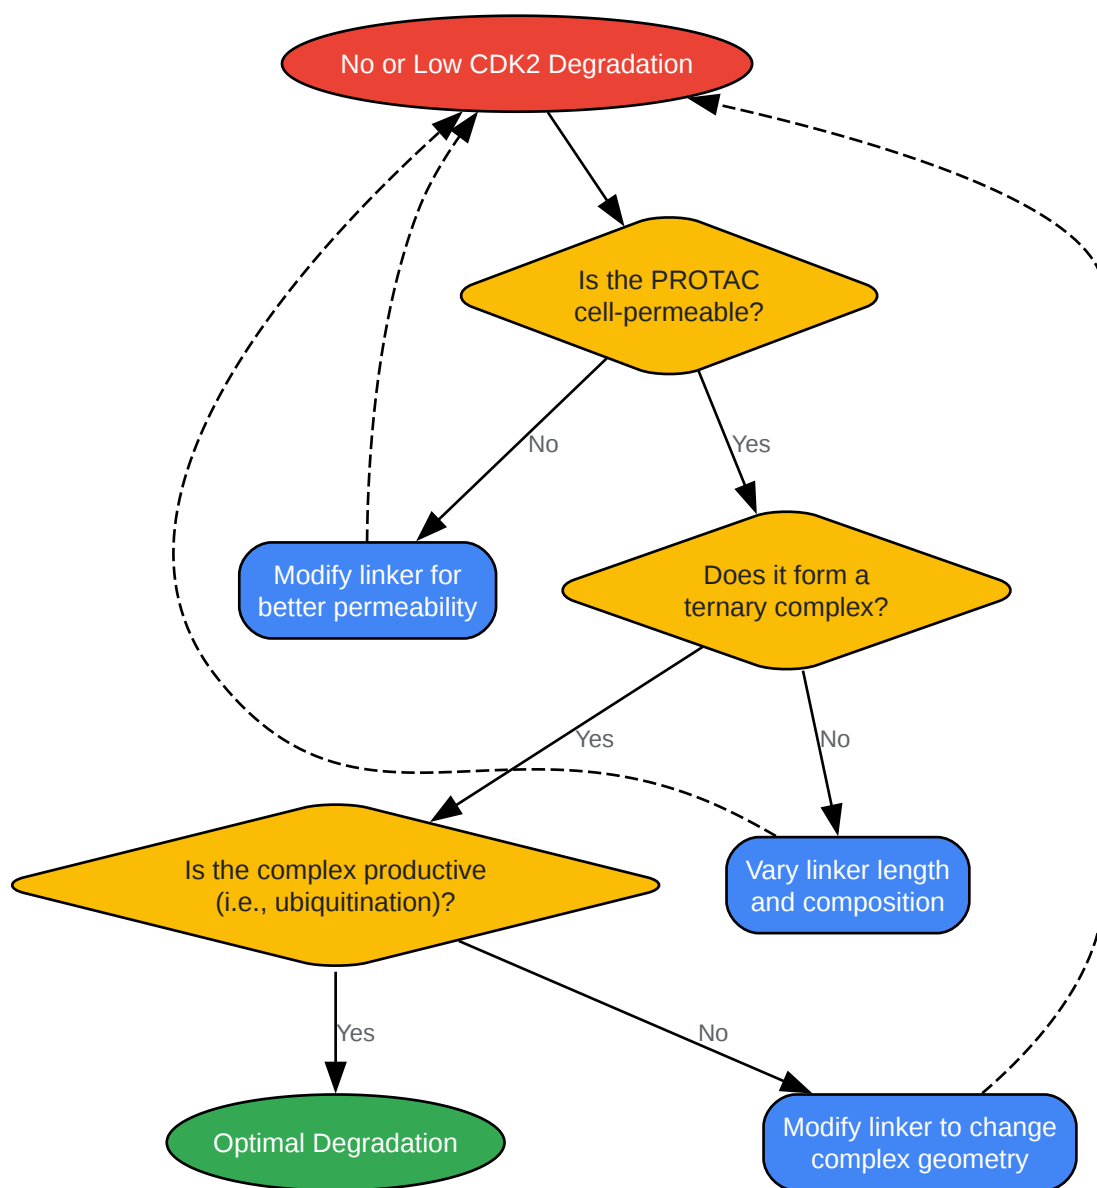 No or Low CDK2 Degradation
Is the PROTAC
cell-permeable?
No
Yes
Modify linker for
better permeability
Does it form a
ternary complex?
Yes
No
Is the complex productive
(i.e., ubiquitination)?
Vary linker length
and composition
Yes
No
Optimal Degradation
Modify linker to change
complex geometry